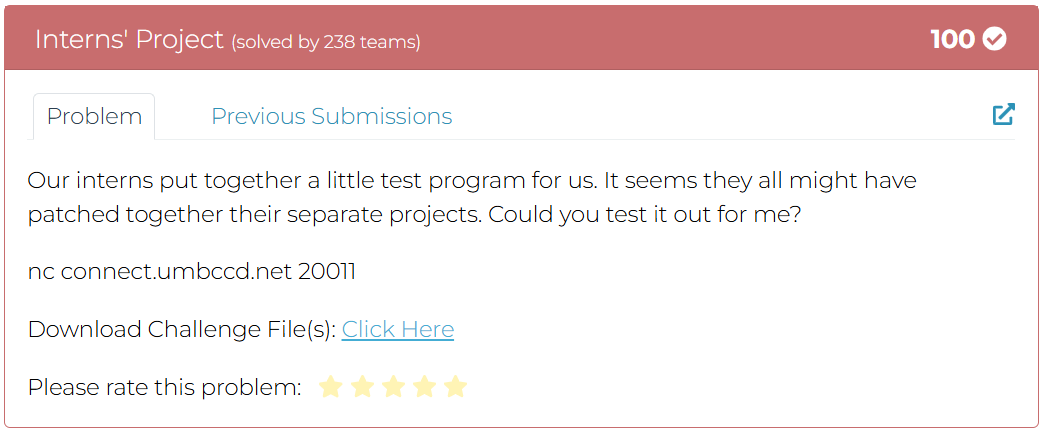 Interns' Project (solved by 238 teams) 100
Problem Previous Submissions
Our interns put together a little test program for us. It seems they all might have
patched together their separate projects. Could you test it out for me?
nc connect.umbccd.net 20011
Download Challenge File(s): Click Here
Please rate this problem: